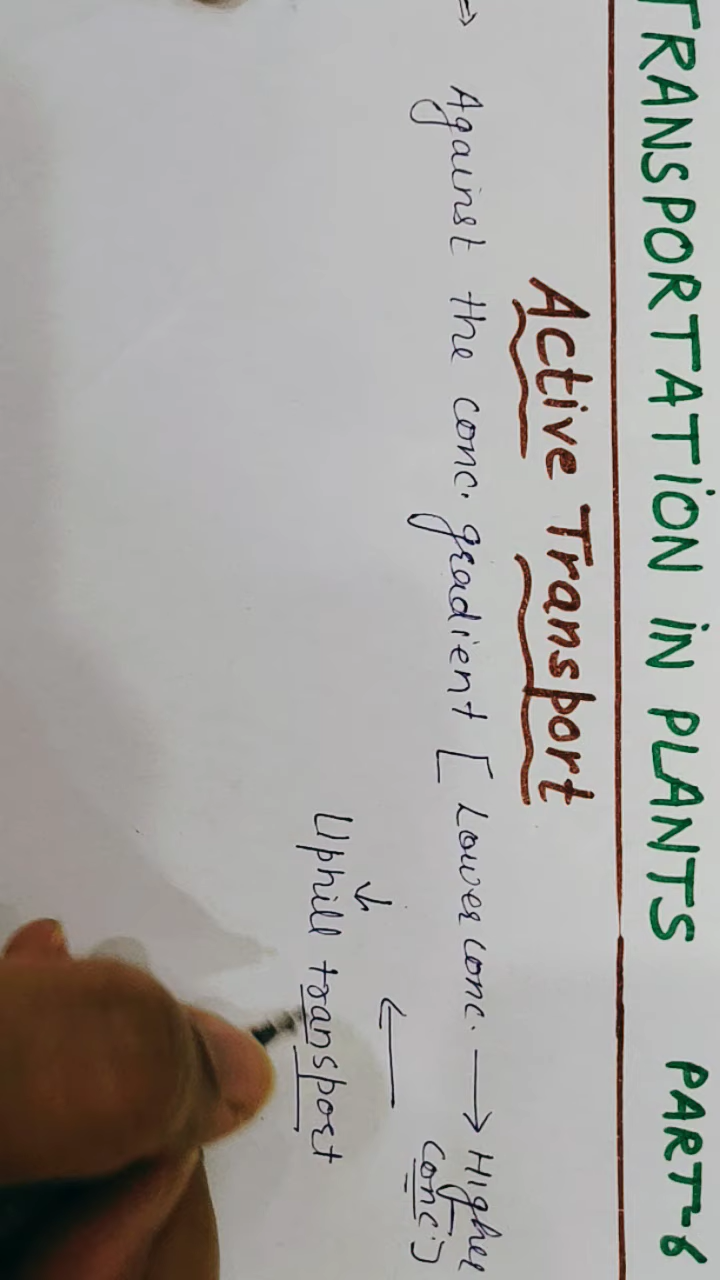 TRANSPORTATION IN PLANTS PART-6
Active Transport
⇒ Against the conc. gradient [Lower conc. → Higher
conc.]
Uphill transport